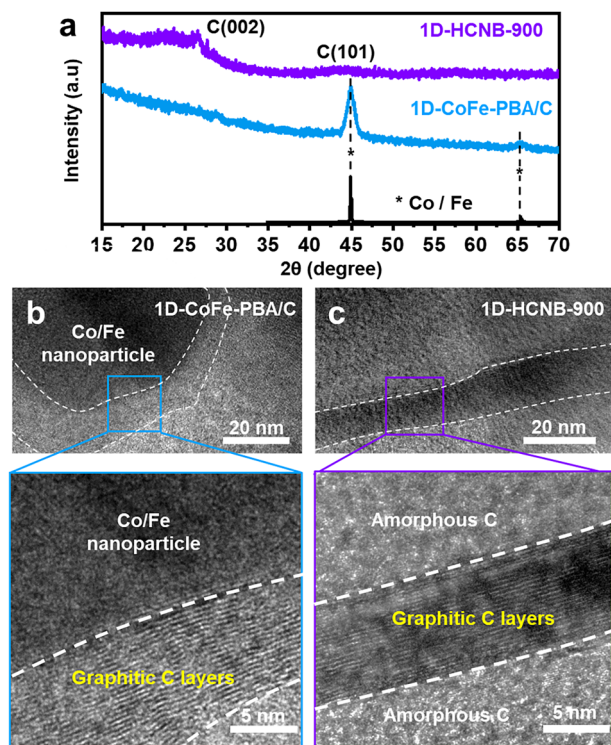 a
C(002)
1D-HCNB-900
C(101)
1D-CoFe-PBA/C
*
*
* Co / Fe
Intensity (a.u)
15 20 25 30 35 40 45 50 55 60 65 70
2θ (degree)
b
1D-CoFe-PBA/C
Co/Fe
nanoparticle
20 nm
c
1D-HCNB-900
20 nm
Co/Fe
nanoparticle
Graphitic C layers
5 nm
Amorphous C
Graphitic C layers
Amorphous C
5 nm